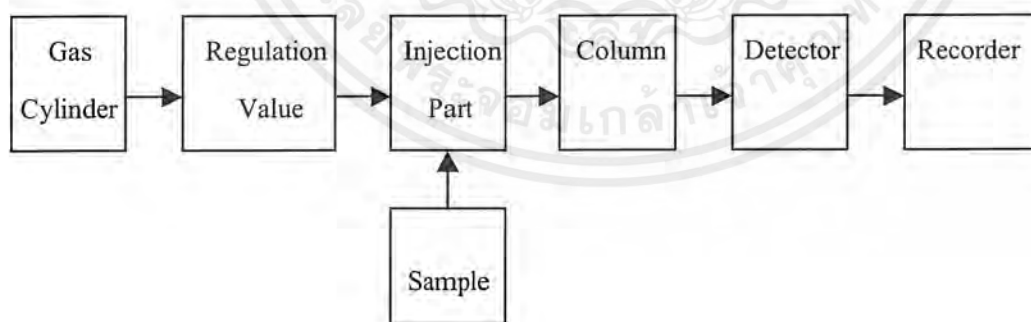 Gas
Cylinder
Regulation
Value
Injection
Part
Column
Detector
Recorder
Sample